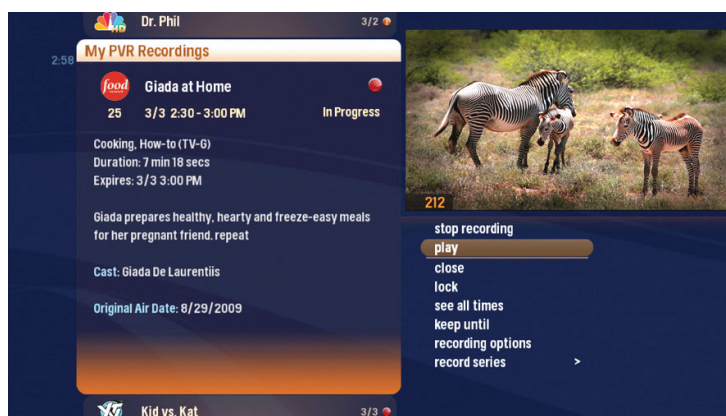 HD
Dr. Phil
3/2
My PVR Recordings
2:58
food
Giada at Home
25
3/3 2:30 - 3:00 PM
In Progress
Cooking, How-to (TV-G)
Duration: 7 min 18 secs
Expires: 3/3 3:00 PM
Giada prepares healthy, hearty and freeze-easy meals
for her pregnant friend. repeat
Cast: Giada De Laurentiis
Original Air Date: 8/29/2009
Kid vs. Kat
3/3
212
stop recording
play
close
lock
see all times
keep until
recording options
record series >